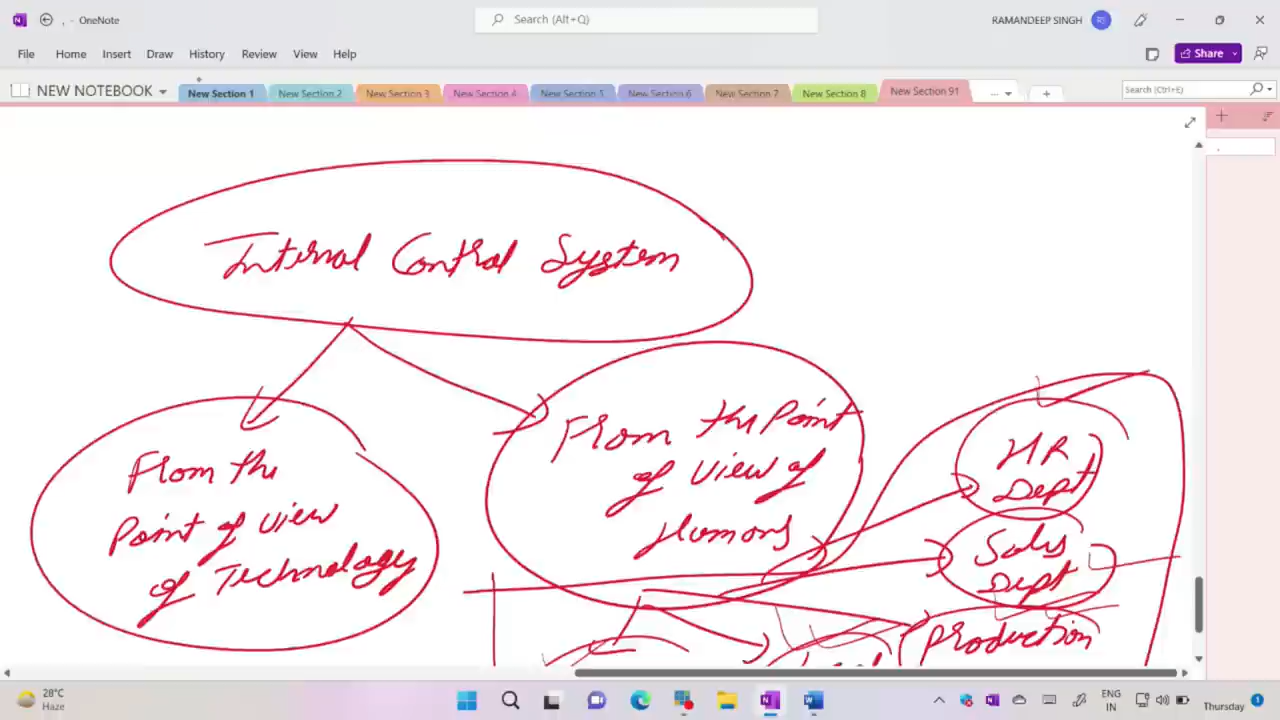 , - OneNote
Search (Alt+Q)
RAMANDEEP SINGH
RS
File Home Insert Draw History Review View Help
Share
NEW NOTEBOOK
New Section 1 New Section 2 New Section 3 New Section 4 New Section 5 New Section 6 New Section 7 New Section 8 New Section 91 ...
Search (Ctrl+E)
Internal Control System
From the
Point of view
of Technology
From the Point
of View of
Humans
HR
Dept
Sales
Dept
Production
28°C
Haze
ENG
IN
Thursday
1